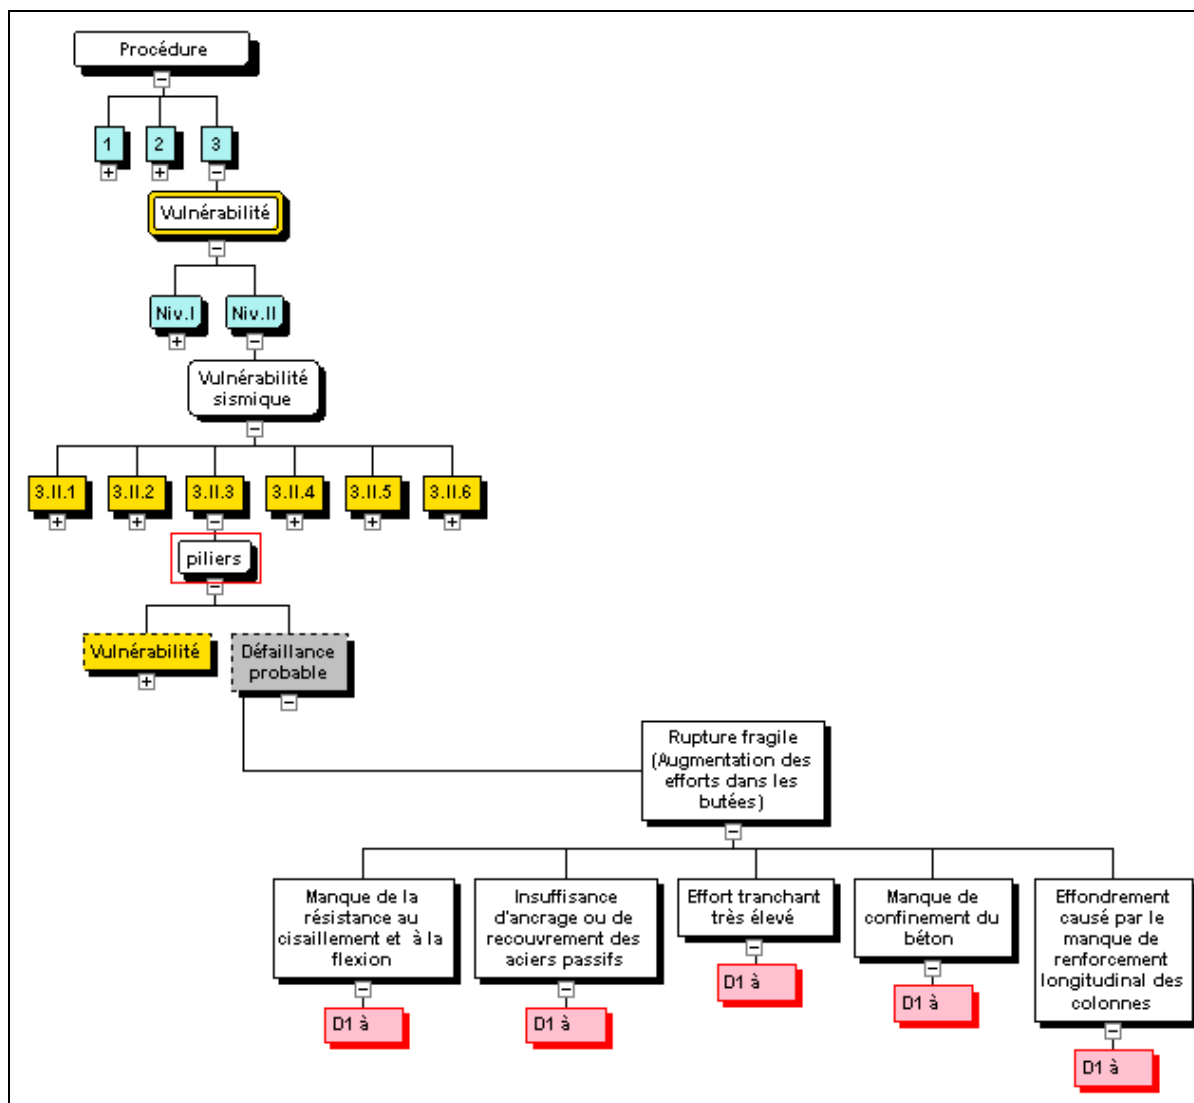 Procédure
1
2
3
Vulnérabilité
Niv.I
Niv.II
Vulnérabilité
sismique
3.II.1
3.II.2
3.II.3
3.II.4
3.II.5
3.II.6
piliers
Vulnérabilité
Défaillance
probable
Rupture fragile
(Augmentation des
efforts dans les
butées)
Manque de la
résistance au
cisaillement et à la
flexion
Insuffisance
d'ancrage ou de
recouvrement des
aciers passifs
Effort tranchant
très élevé
Manque de
confinement du
béton
Effondrement
causé par le
manque de
renforcement
longitudinal des
colonnes
D1 à
D1 à
D1 à
D1 à
D1 à